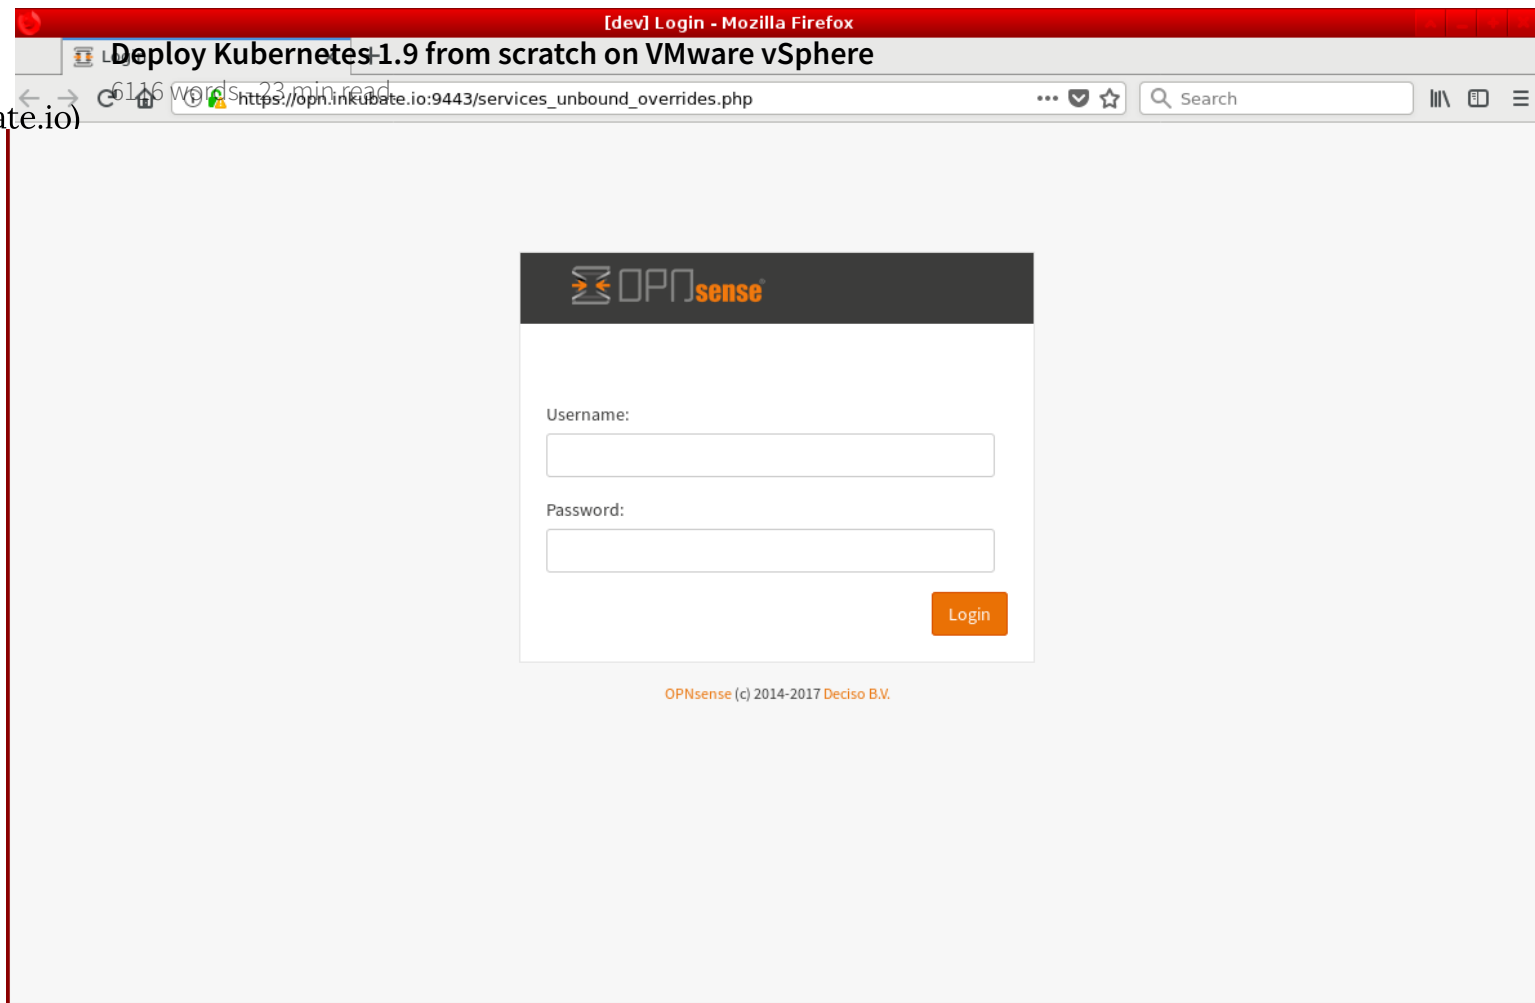 [dev] Login - Mozilla Firefox
Deploy Kubernetes 1.9 from scratch on VMware vSphere
6116 words - 23 min read
https://opn.inkubate.io:9443/services_unbound_overrides.php
Search
ate.io)
OPNsense
Username:
Password:
Login
OPNsense (c) 2014-2017 Deciso B.V.